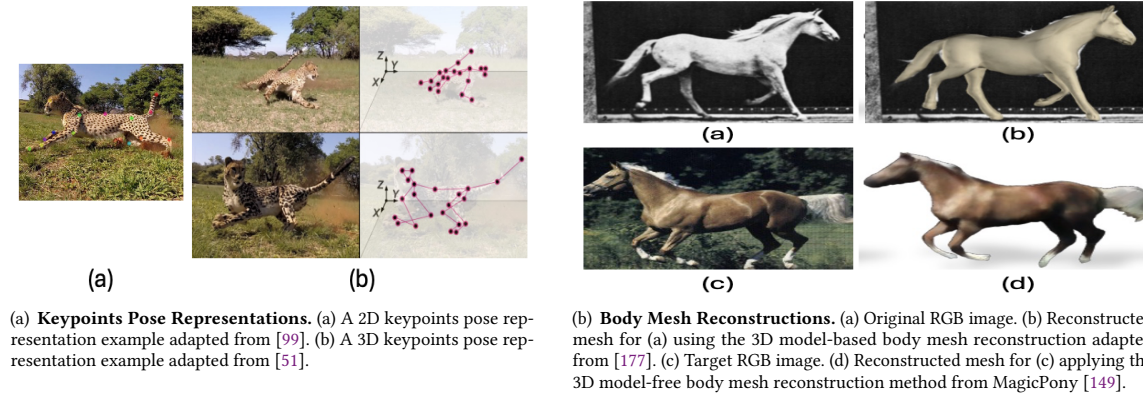 Z
Y
X
Z
Y
X
(a)
(b)
(a) Keypoints Pose Representations. (a) A 2D keypoints pose rep-
resentation example adapted from [99]. (b) A 3D keypoints pose rep-
resentation example adapted from [51].
(a)
(b)
(c)
(d)
(b) Body Mesh Reconstructions. (a) Original RGB image. (b) Reconstructe
mesh for (a) using the 3D model-based body mesh reconstruction adapte
from [177]. (c) Target RGB image. (d) Reconstructed mesh for (c) applying th
3D model-free body mesh reconstruction method from MagicPony [149].